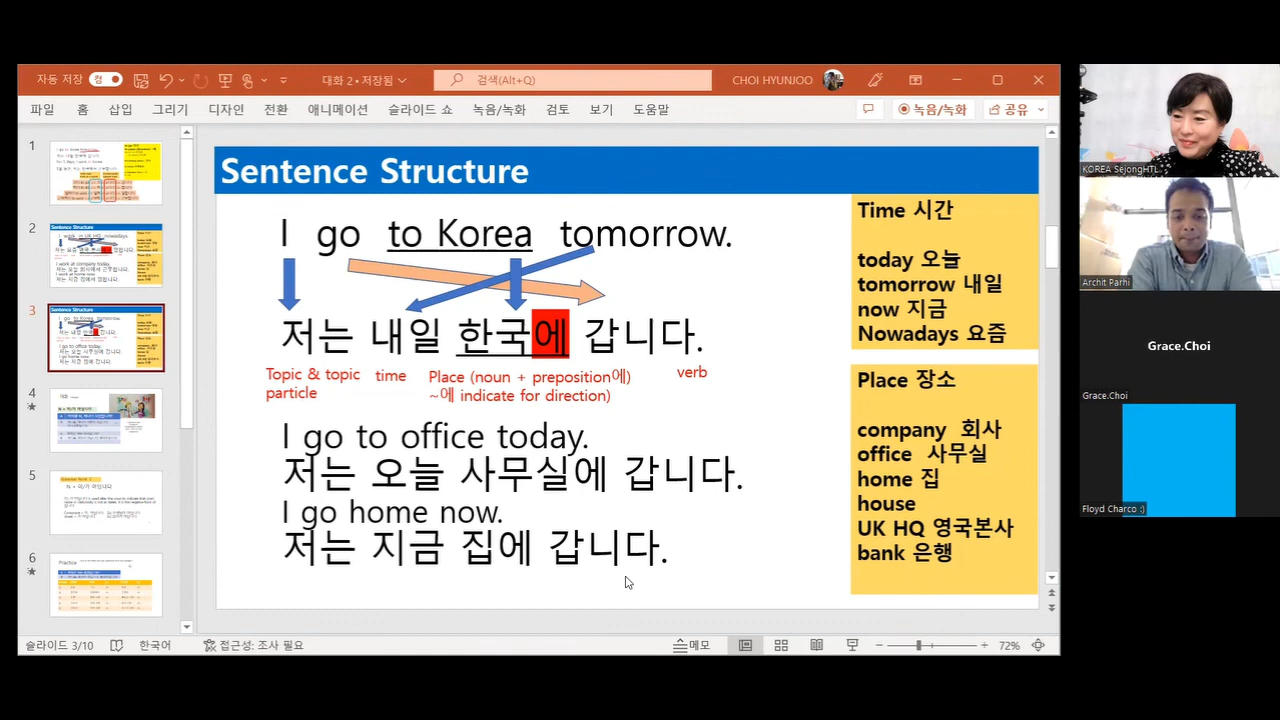 자동 저장 켬
대화 2 • 저장됨
검색(Alt+Q)
CHOI HYUNJOO
파일 홈 삽입 그리기 디자인 전환 애니메이션 슬라이드 쇼 녹음/녹화 검토 보기 도움말
녹음/녹화
공유
1
2
3
4
5
6
Sentence Structure
I go to Korea tomorrow.
저는 내일 한국에 갑니다.
Topic & topic particle
time
Place (noun + preposition에)
~에 indicate for direction)
verb
I go to office today.
저는 오늘 사무실에 갑니다.
I go home now.
저는 지금 집에 갑니다.
Time 시간
today 오늘
tomorrow 내일
now 지금
Nowadays 요즘
Place 장소
company 회사
office 사무실
home 집
house
UK HQ 영국본사
bank 은행
슬라이드 3/10
한국어
접근성: 조사 필요
메모
72%
KOREA SejongHTL
Archit Parhi
Grace.Choi
Grace.Choi
Floyd Charco :)